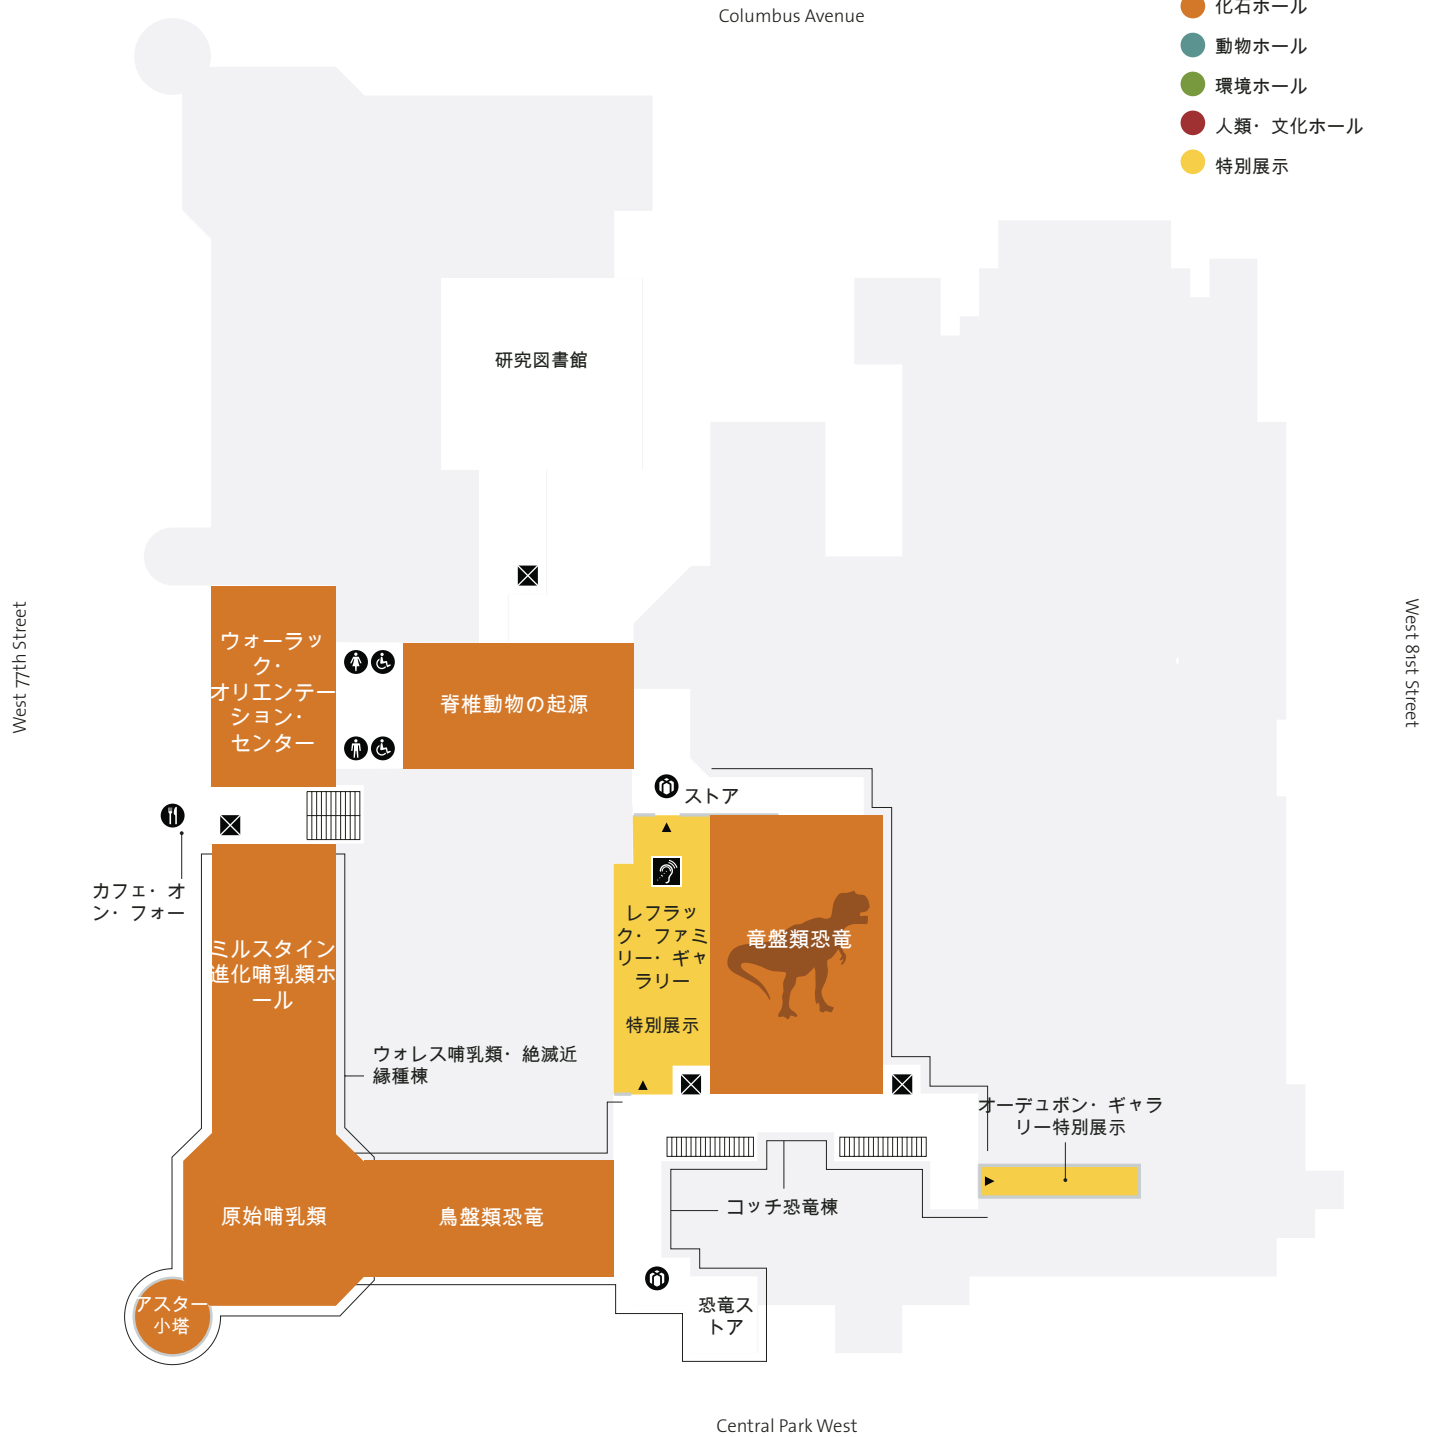 Columbus Avenue
化石ホール
動物ホール
環境ホール
人類・文化ホール
特別展示
研究図書館
West 77th Street
West 81st Street
ウォーラッ
ク・
オリエンテー
ション・
センター
脊椎動物の起源
ストア
カフェ・オ
ン・フォー
ミルスタイン
進化哺乳類ホ
ール
レフラッ
ク・ファミ
リー・ギャ
ラリー
特別展示
竜盤類恐竜
ウォレス哺乳類・絶滅近
縁種棟
オーデュボン・ギャラ
リー特別展示
原始哺乳類
鳥盤類恐竜
コッチ恐竜棟
アスター
小塔
恐竜ス
トア
Central Park West